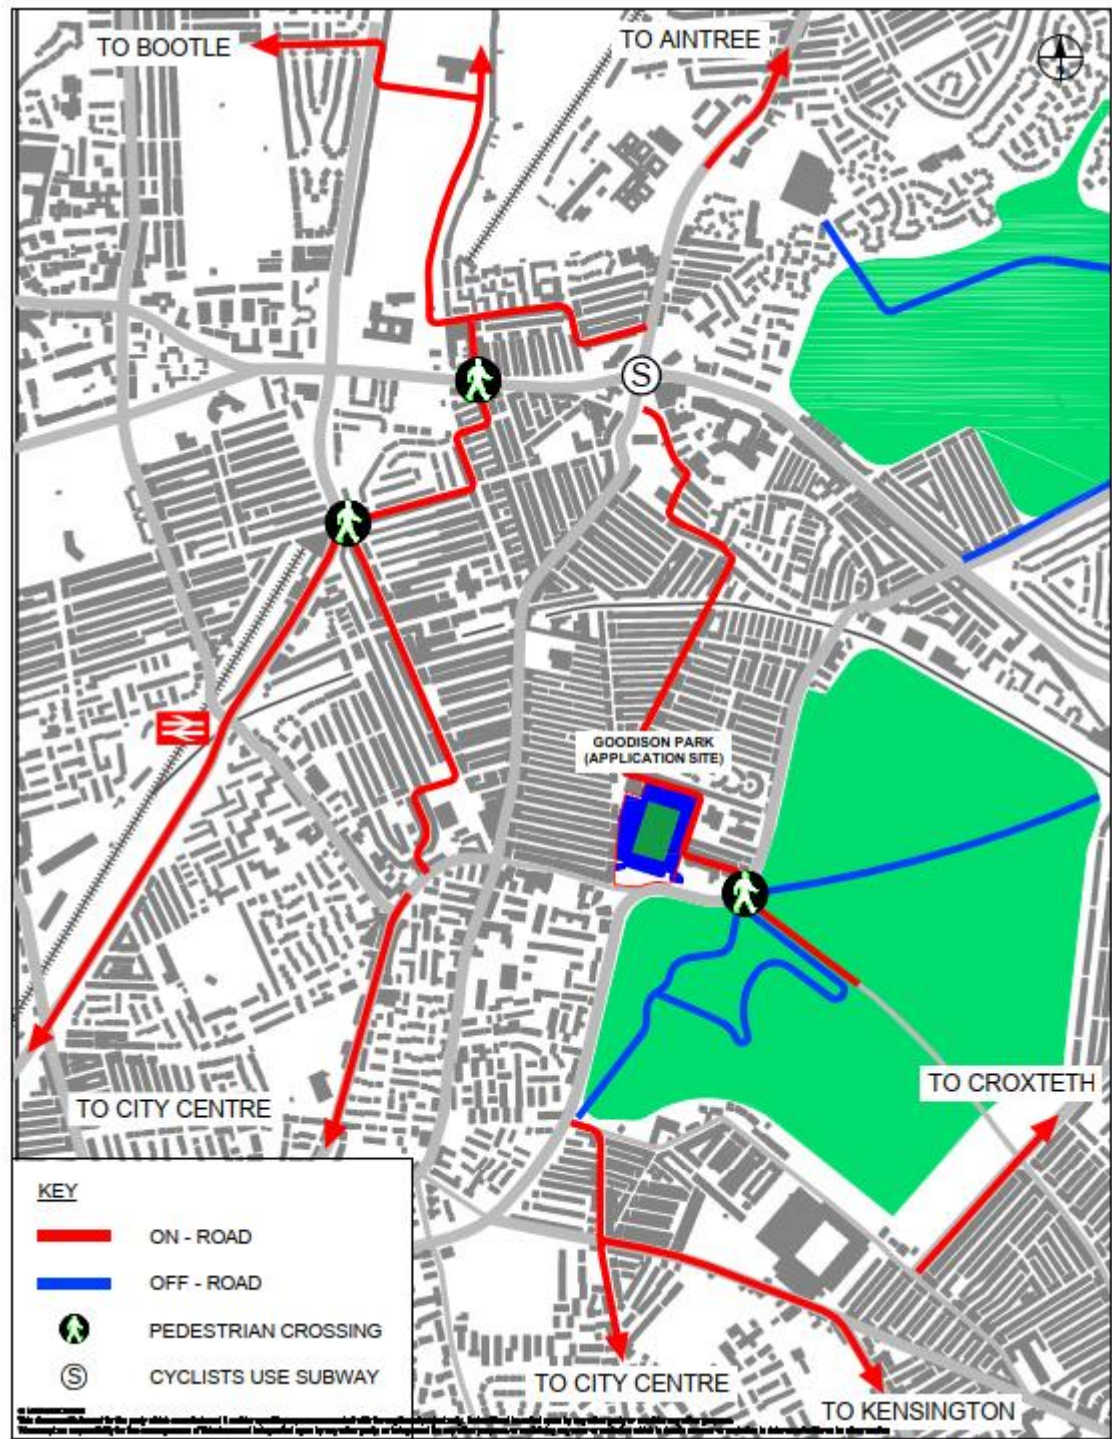 TO BOOTLE
TO AINTREE
S
GOODISON PARK
(APPLICATION SITE)
TO CROXTETH
TO CITY CENTRE
KEY
ON - ROAD
OFF - ROAD
PEDESTRIAN CROSSING
S CYCLISTS USE SUBWAY
TO CITY CENTRE
TO KENSINGTON